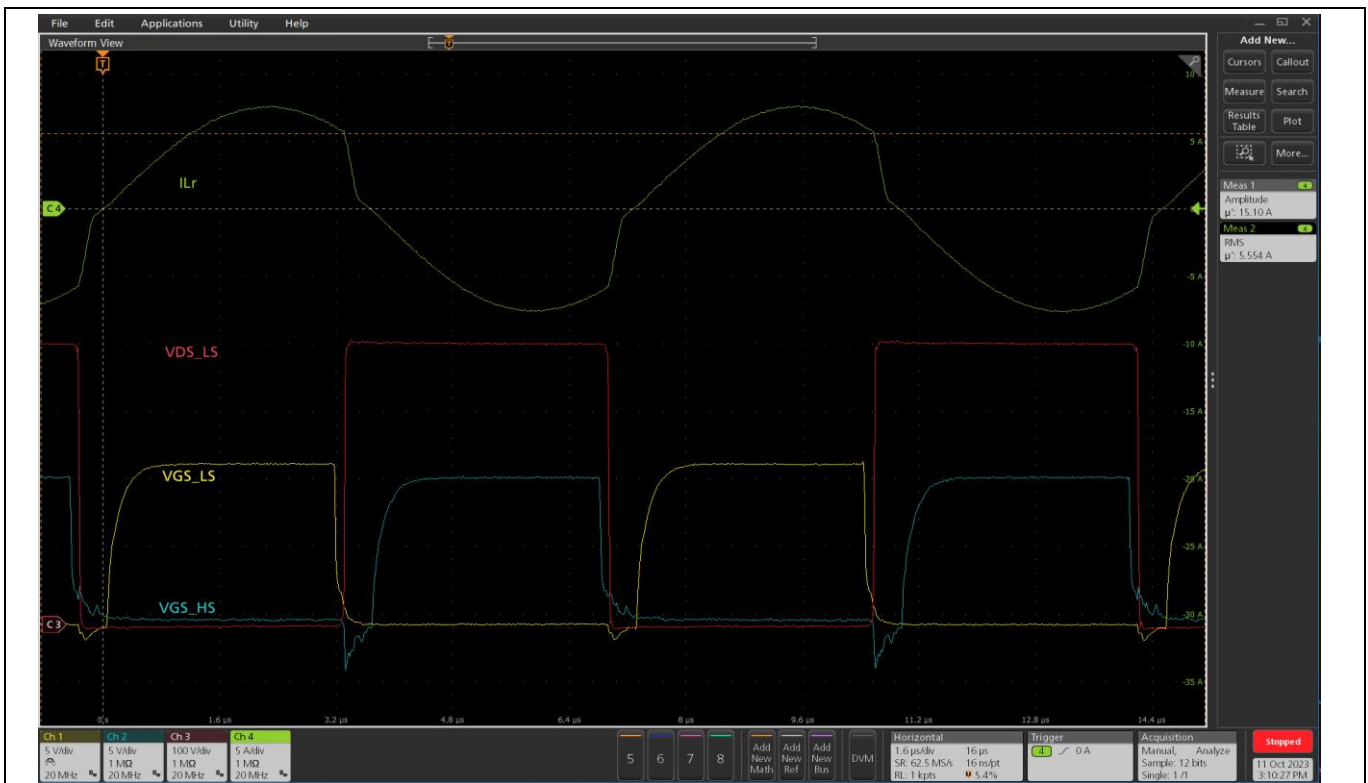 File Edit Applications Utility Help
Waveform View
T
T
Add New...
Cursors Callout
Measure Search
Results Table Plot
More...
Meas 1 4
Amplitude
µ': 15.10 A
Meas 2 4
RMS
µ': 5.554 A
10
5 A
ILr
C4
-5 A
VDS_LS
-10 A
-15 A
VGS_LS
-20 A
-25 A
VGS_HS
C3
-30 A
-35 A
0 s 1.6 µs 3.2 µs 4.8 µs 6.4 µs 8 µs 9.6 µs 11.2 µs 12.8 µs 14.4 µs
Ch 1
5 V/div
20 MHz
Ch 2
5 V/div
1 MΩ
20 MHz
Ch 3
100 V/div
1 MΩ
20 MHz
Ch 4
5 A/div
1 MΩ
20 MHz
5 6 7 8
Add New Math
Add New Ref
Add New Bus
DVM
Horizontal
1.6 µs/div 16 µs
SR: 62.5 MS/s 16 ns/pt
RL: 1 kpts 5.4%
Trigger
4 0 A
Acquisition
Manual, Analyze
Sample: 12 bits
Single: 1 /1
Stopped
11 Oct 2023
3:10:27 PM